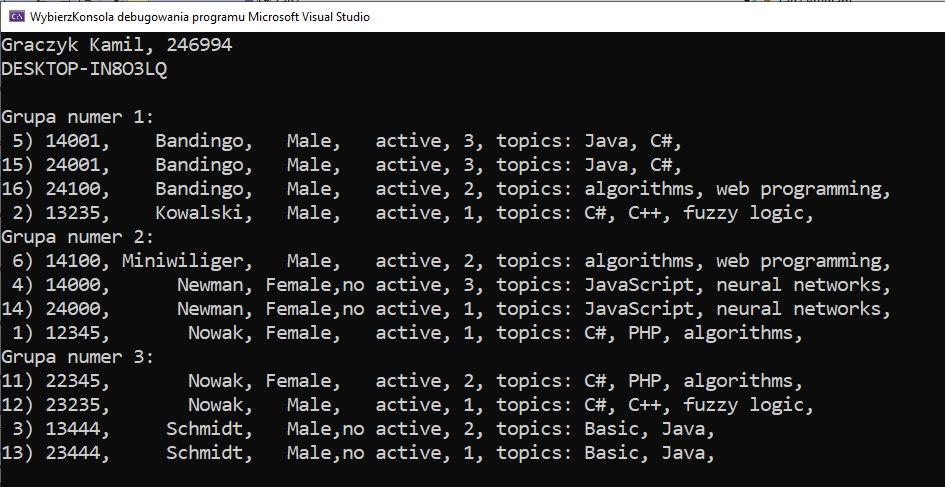 WybierzKonsola debugowania programu Microsoft Visual Studio
Graczyk Kamil, 246994
DESKTOP-IN8O3LQ
Grupa numer 1:
 5) 14001,    Bandingo,   Male,   active, 3, topics: Java, C#,
15) 24001,    Bandingo,   Male,   active, 3, topics: Java, C#,
16) 24100,    Bandingo,   Male,   active, 2, topics: algorithms, web programming,
 2) 13235,    Kowalski,   Male,   active, 1, topics: C#, C++, fuzzy logic,
Grupa numer 2:
 6) 14100, Miniwiliger,   Male,   active, 2, topics: algorithms, web programming,
 4) 14000,      Newman, Female,no active, 3, topics: JavaScript, neural networks,
14) 24000,      Newman, Female,no active, 1, topics: JavaScript, neural networks,
 1) 12345,       Nowak, Female,   active, 1, topics: C#, PHP, algorithms,
Grupa numer 3:
11) 22345,       Nowak, Female,   active, 2, topics: C#, PHP, algorithms,
12) 23235,       Nowak,   Male,   active, 1, topics: C#, C++, fuzzy logic,
 3) 13444,     Schmidt,   Male,no active, 2, topics: Basic, Java,
13) 23444,     Schmidt,   Male,no active, 1, topics: Basic, Java,